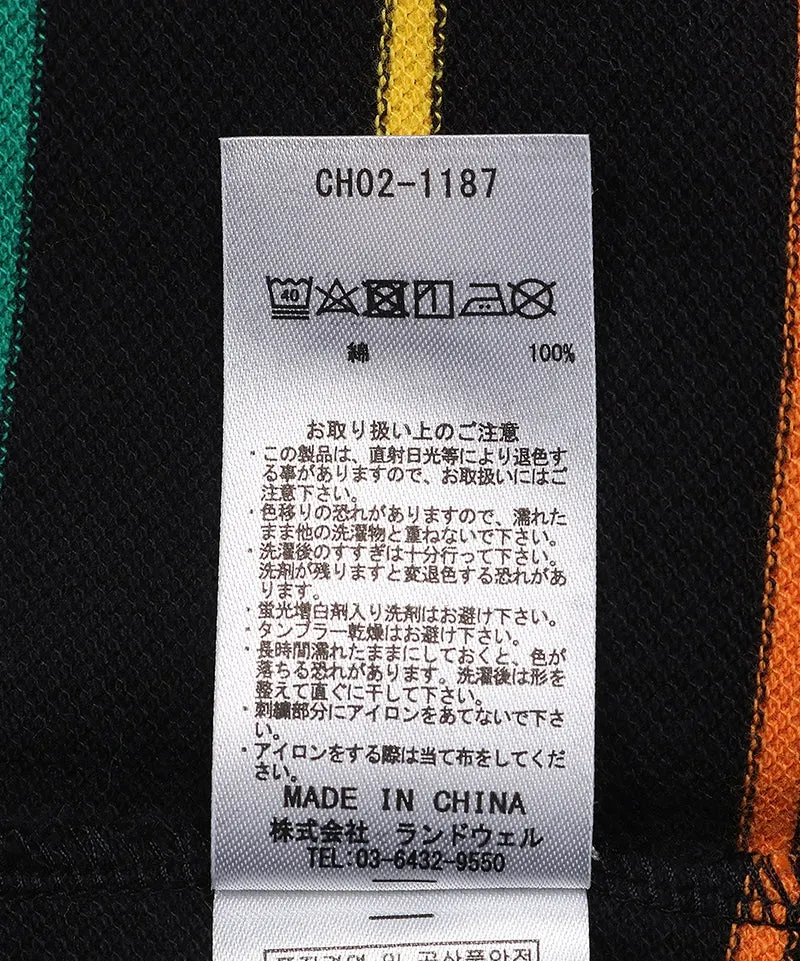 CH02-1187
40
綿 100%
お取り扱い上のご注意
・この製品は、直射日光等により退色す
る事がありますので、お取扱いにはご
注意下さい。
・色移りの恐れがありますので、濡れた
まま他の洗濯物と重ねないで下さい。
・洗濯後のすすぎは十分行って下さい。
洗剤が残りますと変退色する恐れがあ
ります。
・蛍光増白剤入り洗剤はお避け下さい。
・タンブラー乾燥はお避け下さい。
・長時間濡れたままにしておくと、色が
落ちる恐れがあります。洗濯後は形を
整えて直ぐに干して下さい。
・刺繍部分にアイロンをあてないで下さ
い。
・アイロンをする際は当て布をしてくだ
さい。
MADE IN CHINA
株式会社 ランドウェル
TEL:03-6432-9550